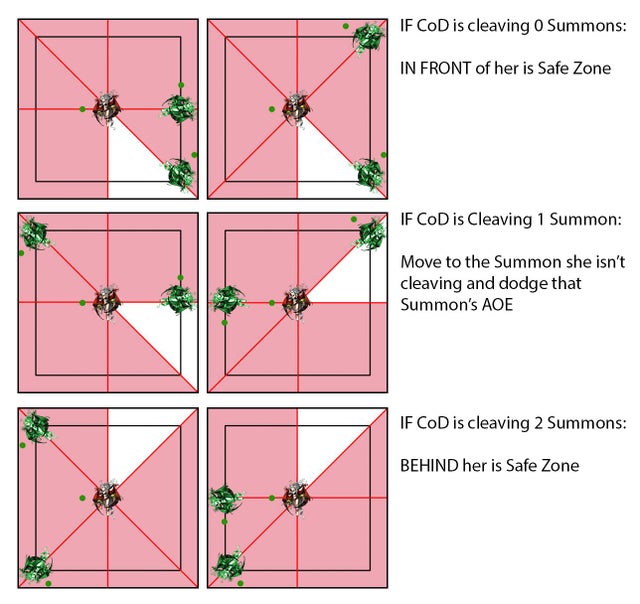 IF CoD is cleaving 0 Summons:
IN FRONT of her is Safe Zone
IF CoD is Cleaving 1 Summon:
Move to the Summon she isn't
cleaving and dodge that
Summon's AOE
IF CoD is cleaving 2 Summons:
BEHIND her is Safe Zone